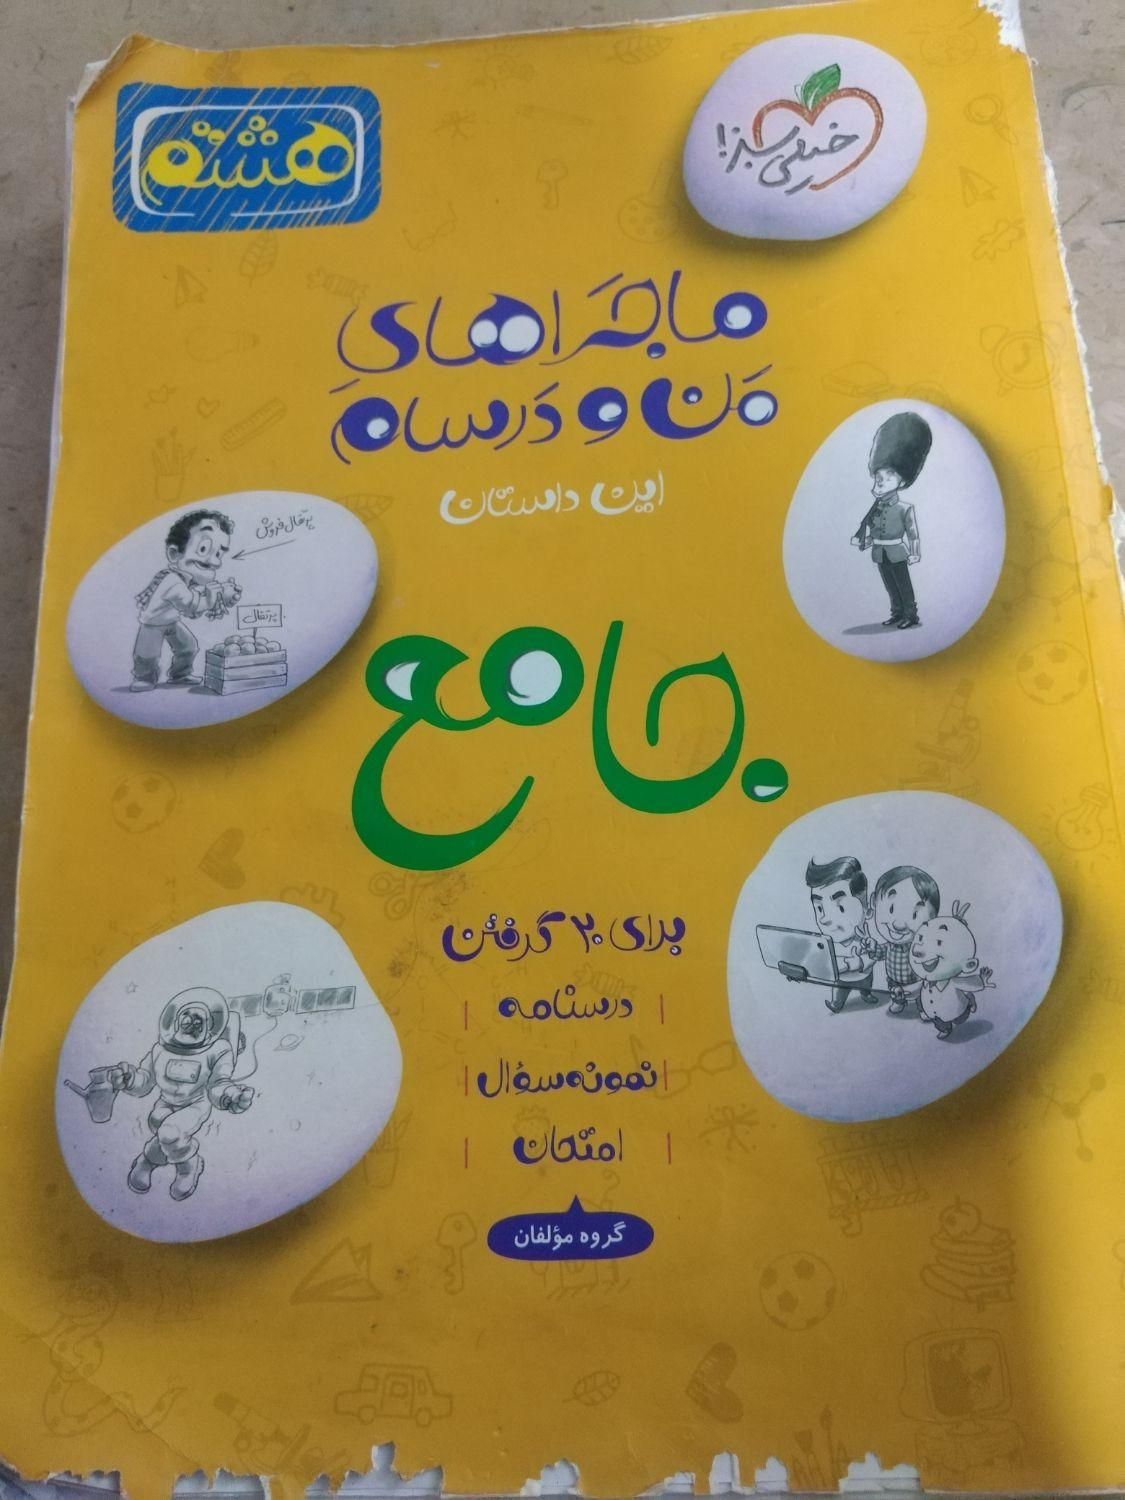 هشتم
خیلی سبز!
ماجراهای
من و درسام
این داستان
پرتقال فروش
پرتقال
جامع
برای ۲۰ گرفتن
درسنامه
نمونه‌سؤال
امتحان
گروه مؤلفان